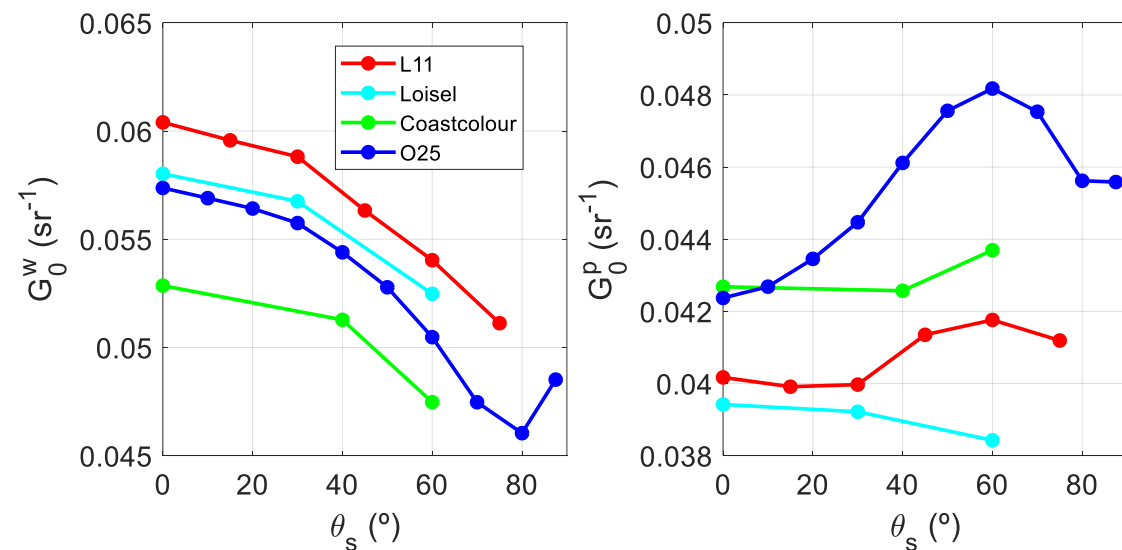 0.065
0.06
0.055
0.05
0.045
G₀ʷ (sr⁻¹)
0 20 40 60 80
θₛ (º)
L11
Loisel
Coastcolour
O25
0.05
0.048
0.046
0.044
0.042
0.04
0.038
G₀ᵖ (sr⁻¹)
0 20 40 60 80
θₛ (º)